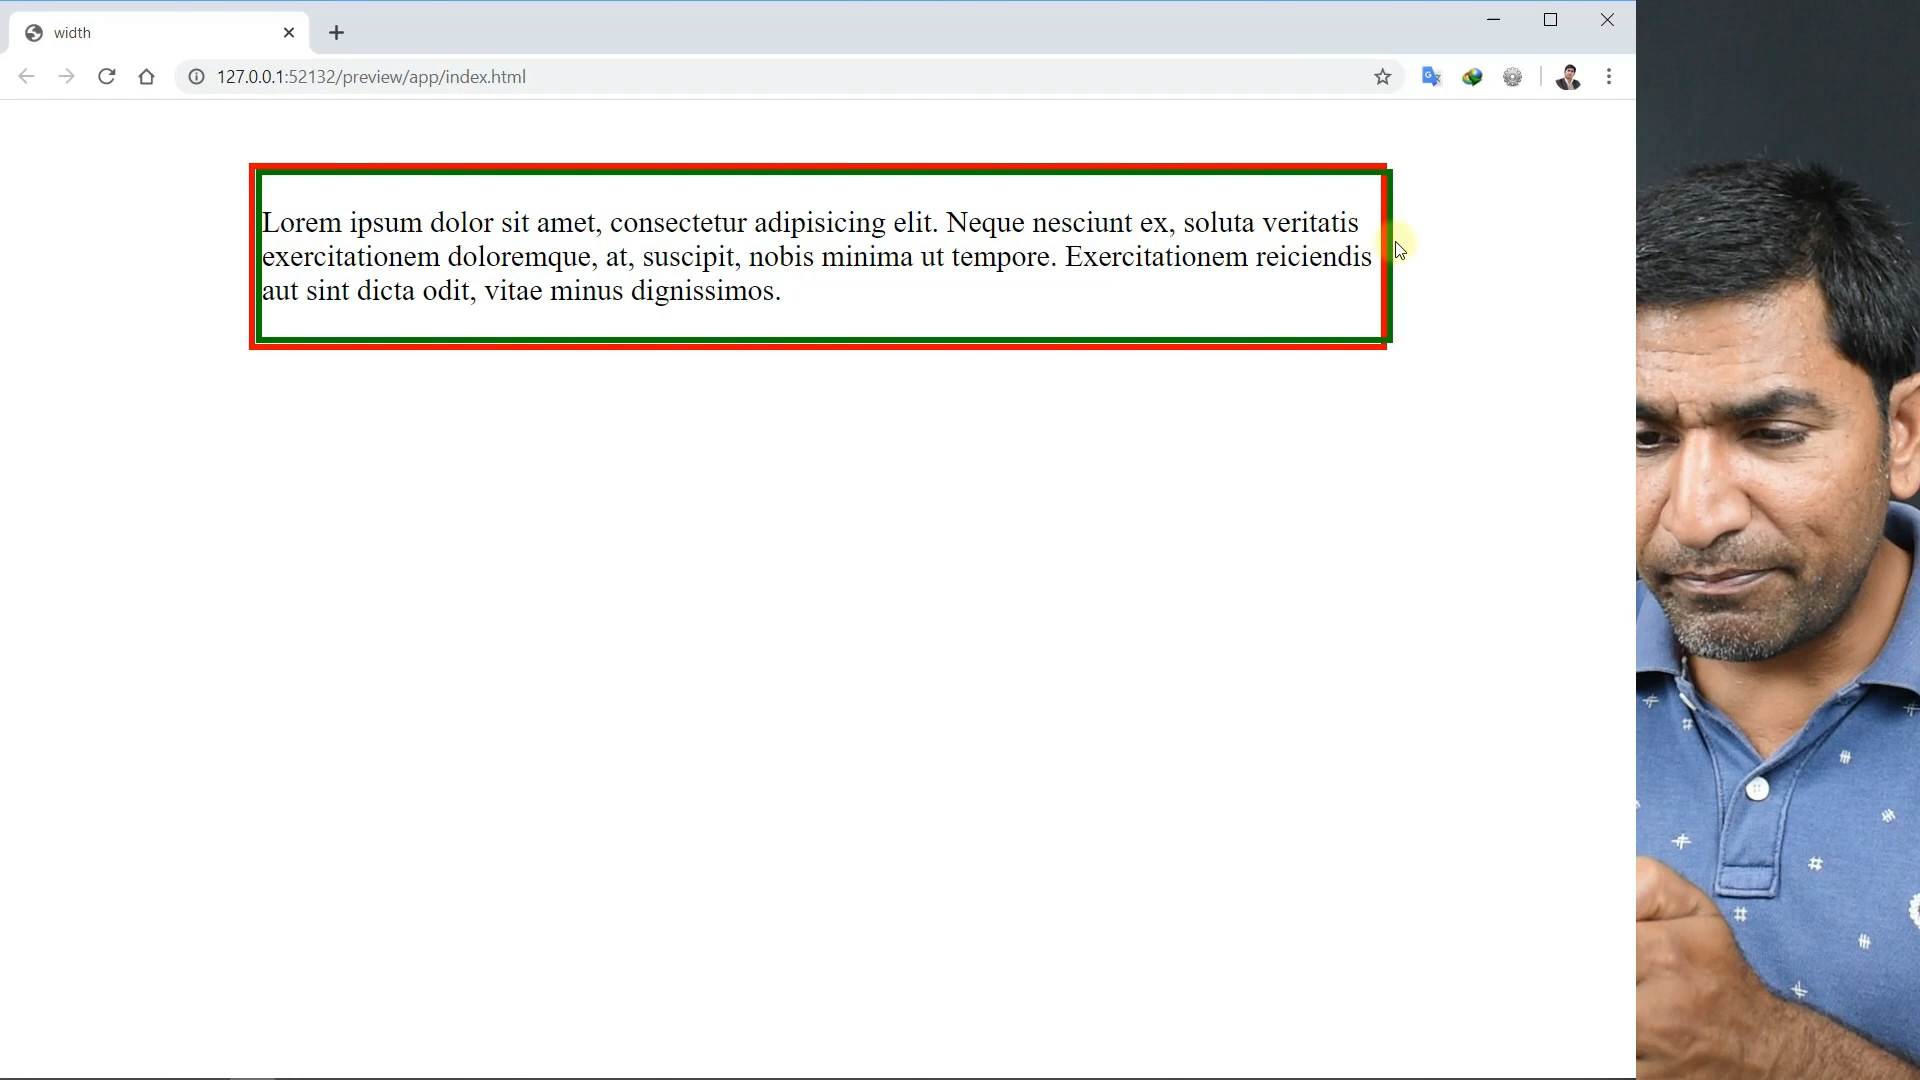 width
127.0.0.1:52132/preview/app/index.html
Lorem ipsum dolor sit amet, consectetur adipisicing elit. Neque nesciunt ex, soluta veritatis
exercitationem doloremque, at, suscipit, nobis minima ut tempore. Exercitationem reiciendis
aut sint dicta odit, vitae minus dignissimos.